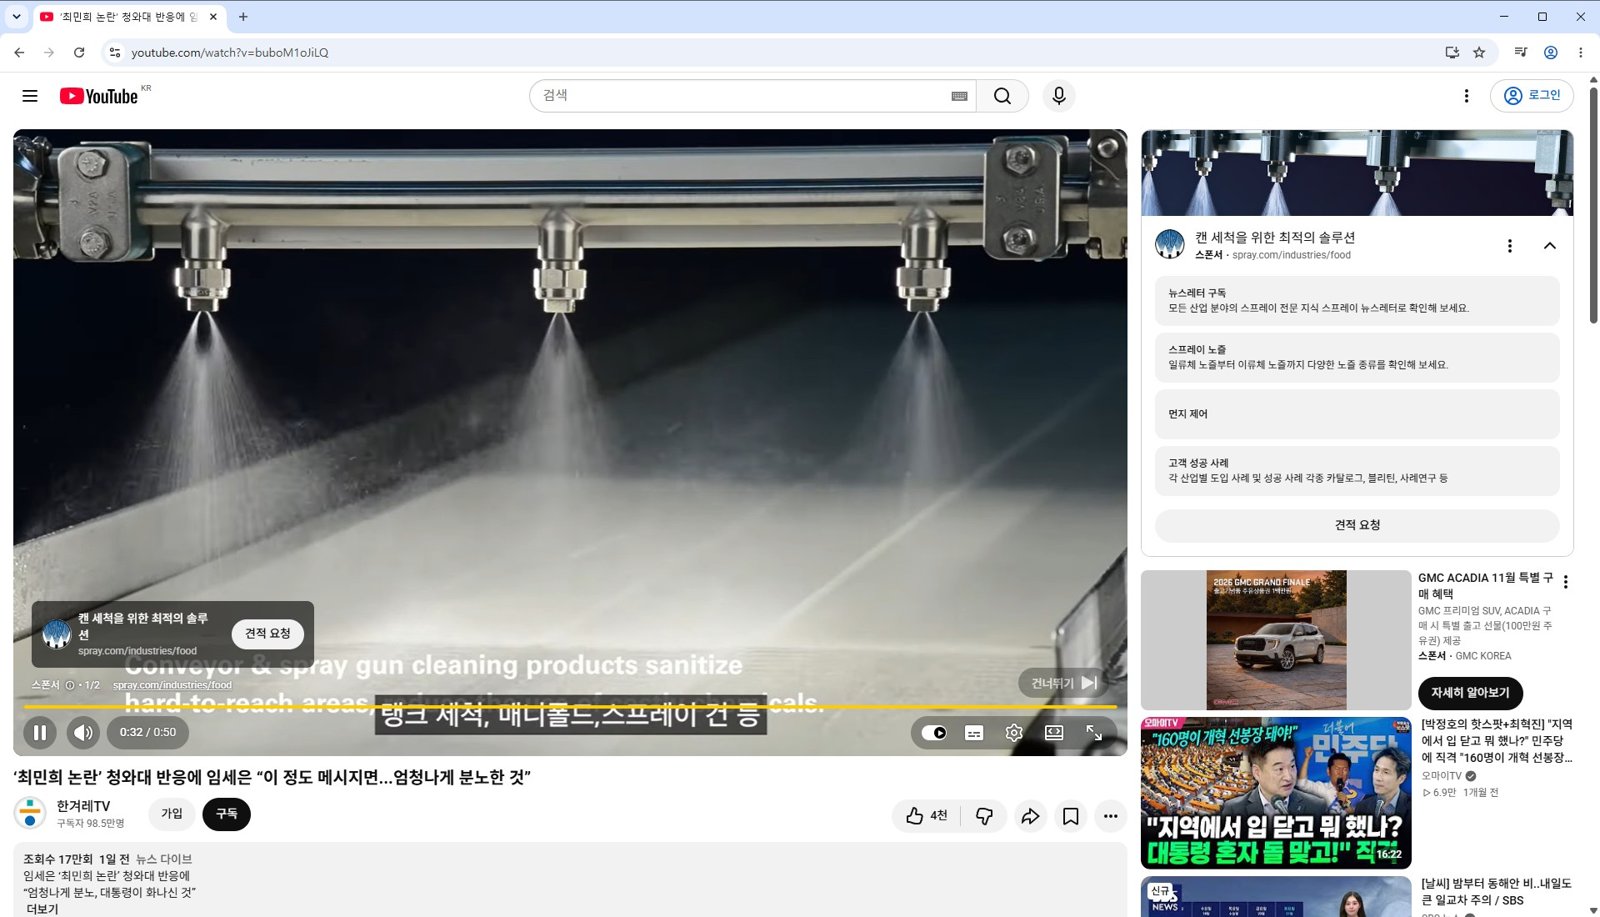 '최민희 논란' 청와대 반응에 임
youtube.com/watch?v=buboM1oJiLQ
YouTube KR
검색
로그인
캔 세척을 위한 최적의 솔루션
견적 요청
spray.com/industries/food
Conveyor & spray gun cleaning products sanitize
hard-to-reach areas,
cals.
탱크 세척, 매니폴드,스프레이 건 등
스폰서 • 1/2 spray.com/industries/food
건너뛰기
0:32 / 0:50
'최민희 논란' 청와대 반응에 임세은 “이 정도 메시지면...엄청나게 분노한 것”
한겨레TV
구독자 98.5만명
가입
구독
4천
조회수 17만회 1일 전 뉴스 다이브
임세은 '최민희 논란' 청와대 반응에
“엄청나게 분노, 대통령이 화나신 것”
더보기
캔 세척을 위한 최적의 솔루션
스폰서 · spray.com/industries/food
뉴스레터 구독
모든 산업 분야의 스프레이 전문 지식 스프레이 뉴스레터로 확인해 보세요.
스프레이 노즐
일류체 노즐부터 이류체 노즐까지 다양한 노즐 종류를 확인해 보세요.
먼지 제어
고객 성공 사례
각 산업별 도입 사례 및 성공 사례 각종 카탈로그, 블리틴, 사례연구 등
견적 요청
2026 GMC GRAND FINALE
GMC ACADIA 11월 특별 구매 혜택
GMC 프리미엄 SUV, ACADIA 구매 시 특별 출고 선물(100만원 주유권) 제공
스폰서 · GMC KOREA
자세히 알아보기
오마이TV
"160명이 개혁 선봉장 돼야!"
더불어
민주당
"지역에서 입 닫고 뭐 했나?
대통령 혼자 돌 맞고!" 직격
16:22
[박정호의 핫스팟+최혁진] "지역에서 입 닫고 뭐 했나?" 민주당에 직격 "160명이 개혁 선봉장...
오마이TV
6.9만 1개월 전
신규
NEWS
[날씨] 밤부터 동해안 비..내일도 큰 일교차 주의 / SBS